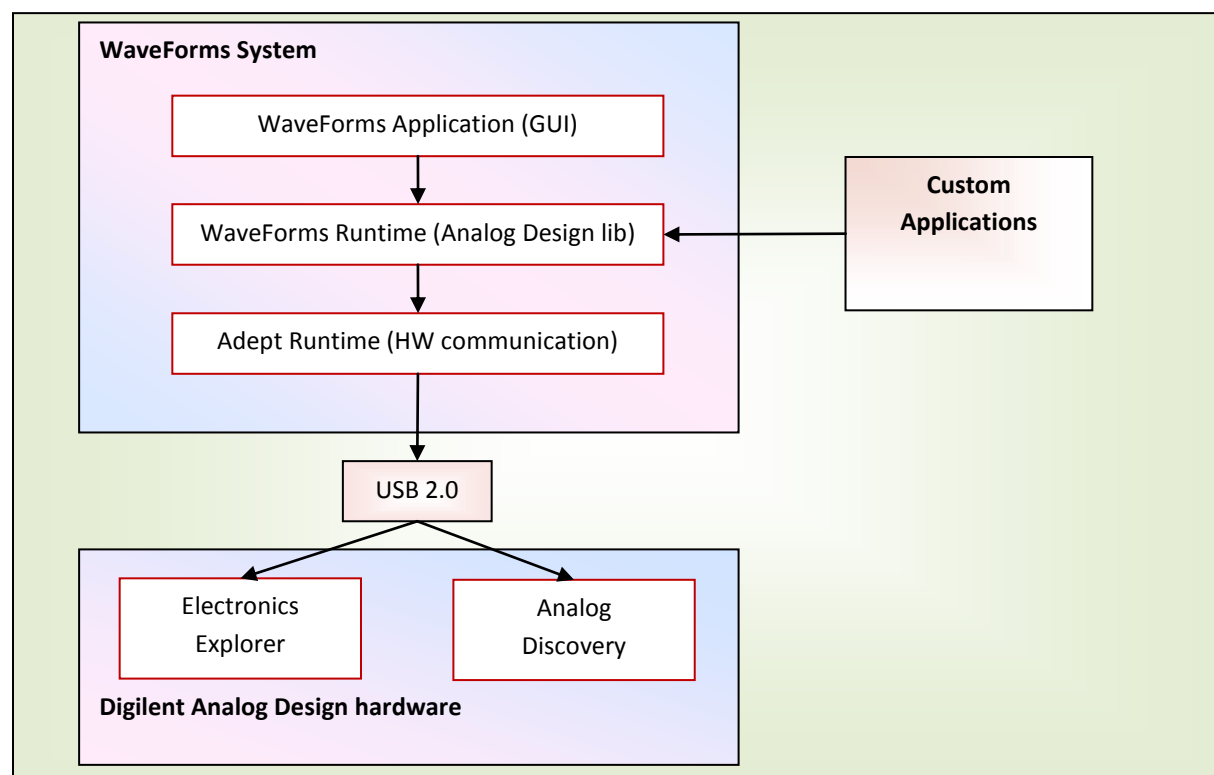 WaveForms System
WaveForms Application (GUI)
WaveForms Runtime (Analog Design lib)
Adept Runtime (HW communication)
Custom
Applications
USB 2.0
Electronics
Explorer
Analog
Discovery
Digilent Analog Design hardware